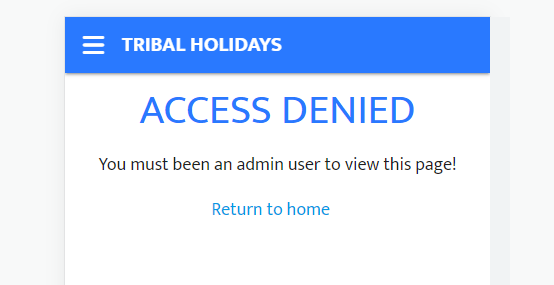 TRIBAL HOLIDAYS
ACCESS DENIED
You must been an admin user to view this page!
Return to home